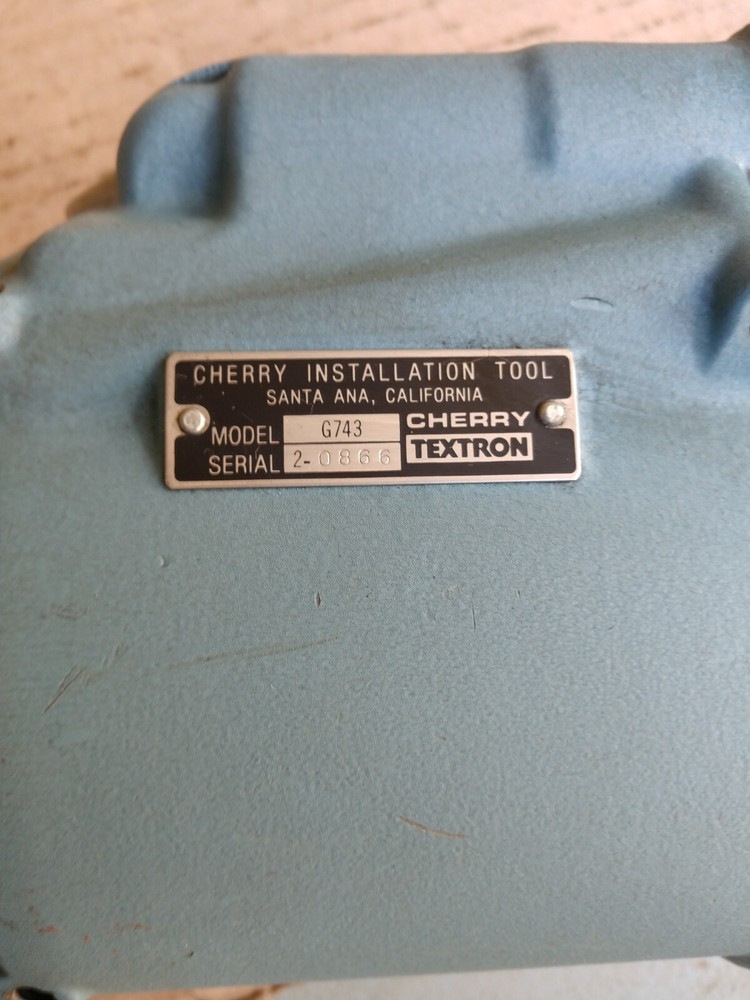 CHERRY INSTALLATION TOOL
SANTA ANA, CALIFORNIA
MODEL G743
SERIAL 2-0866
CHERRY
TEXTRON